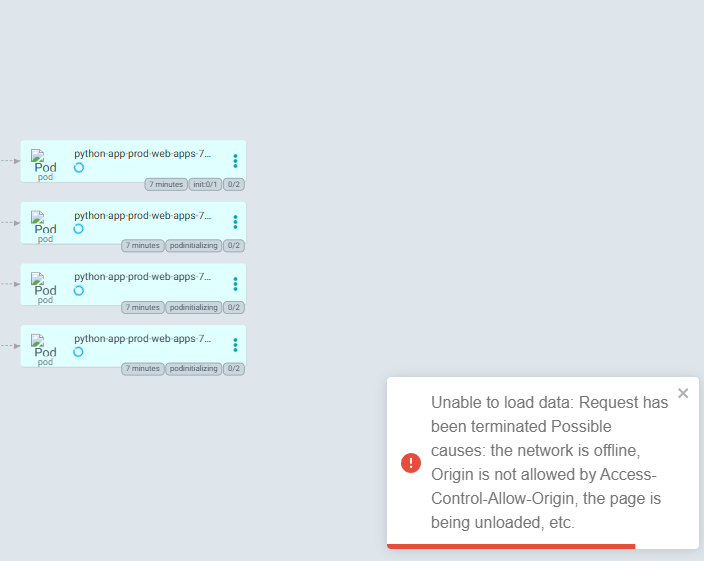 python-app-prod-web-apps-7...
Pod
pod
7 minutes init:0/1 0/2
python-app-prod-web-apps-7...
Pod
pod
7 minutes podinitializing 0/2
python-app-prod-web-apps-7...
Pod
pod
7 minutes podinitializing 0/2
python-app-prod-web-apps-7...
Pod
pod
7 minutes podinitializing 0/2
Unable to load data: Request has
been terminated Possible
causes: the network is offline,
Origin is not allowed by Access-
Control-Allow-Origin, the page is
being unloaded, etc.